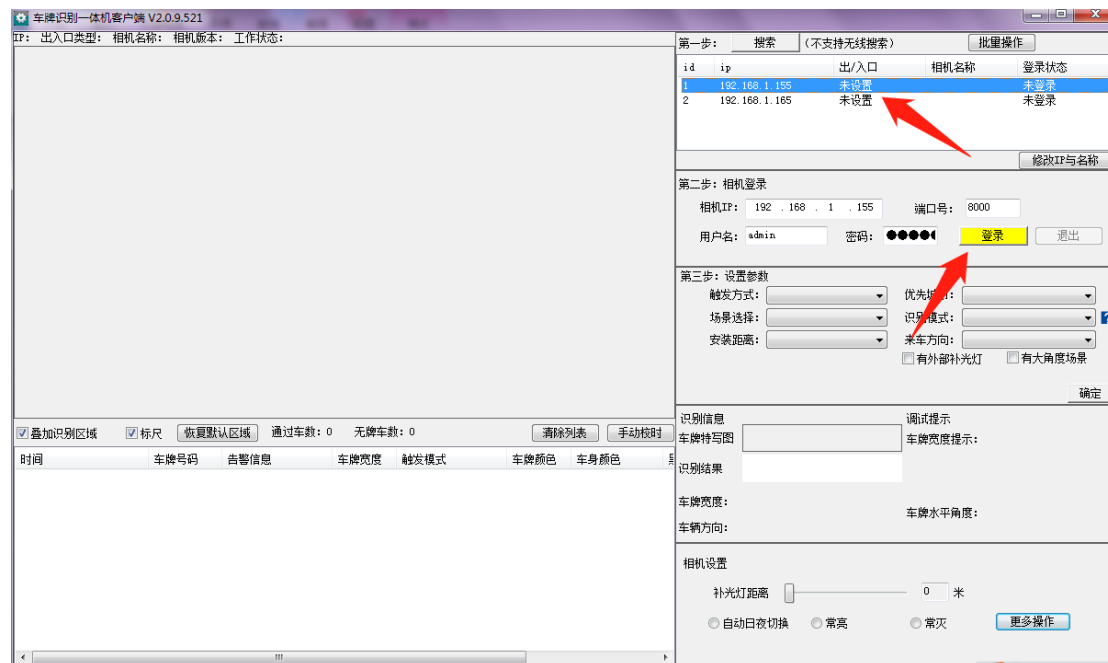 车牌识别一体机客户端 V2.0.9.521
IP: 出入口类型: 相机名称: 相机版本: 工作状态:
第一步: 搜索 (不支持无线搜索) 批量操作
id ip 出/入口 相机名称 登录状态
1 192.168.1.155 未设置 未登录
2 192.168.1.165 未设置 未登录
修改IP与名称
第二步: 相机登录
相机IP: 192 . 168 . 1 . 155 端口号: 8000
用户名: admin 密码: 登录 退出
第三步: 设置参数
触发方式: 优先城市:
场景选择: 识别模式:
安装距离: 来车方向:
有外部补光灯 有大角度场景
确定
叠加识别区域 标尺 恢复默认区域 通过车数: 0 无牌车数: 0 清除列表 手动校时
时间 车牌号码 告警信息 车牌宽度 触发模式 车牌颜色 车身颜色
识别信息 调试提示
车牌特写图 车牌宽度提示:
识别结果
车牌宽度:
车牌水平角度:
车辆方向:
相机设置
补光灯距离 0 米
自动日夜切换 常亮 常灭 更多操作